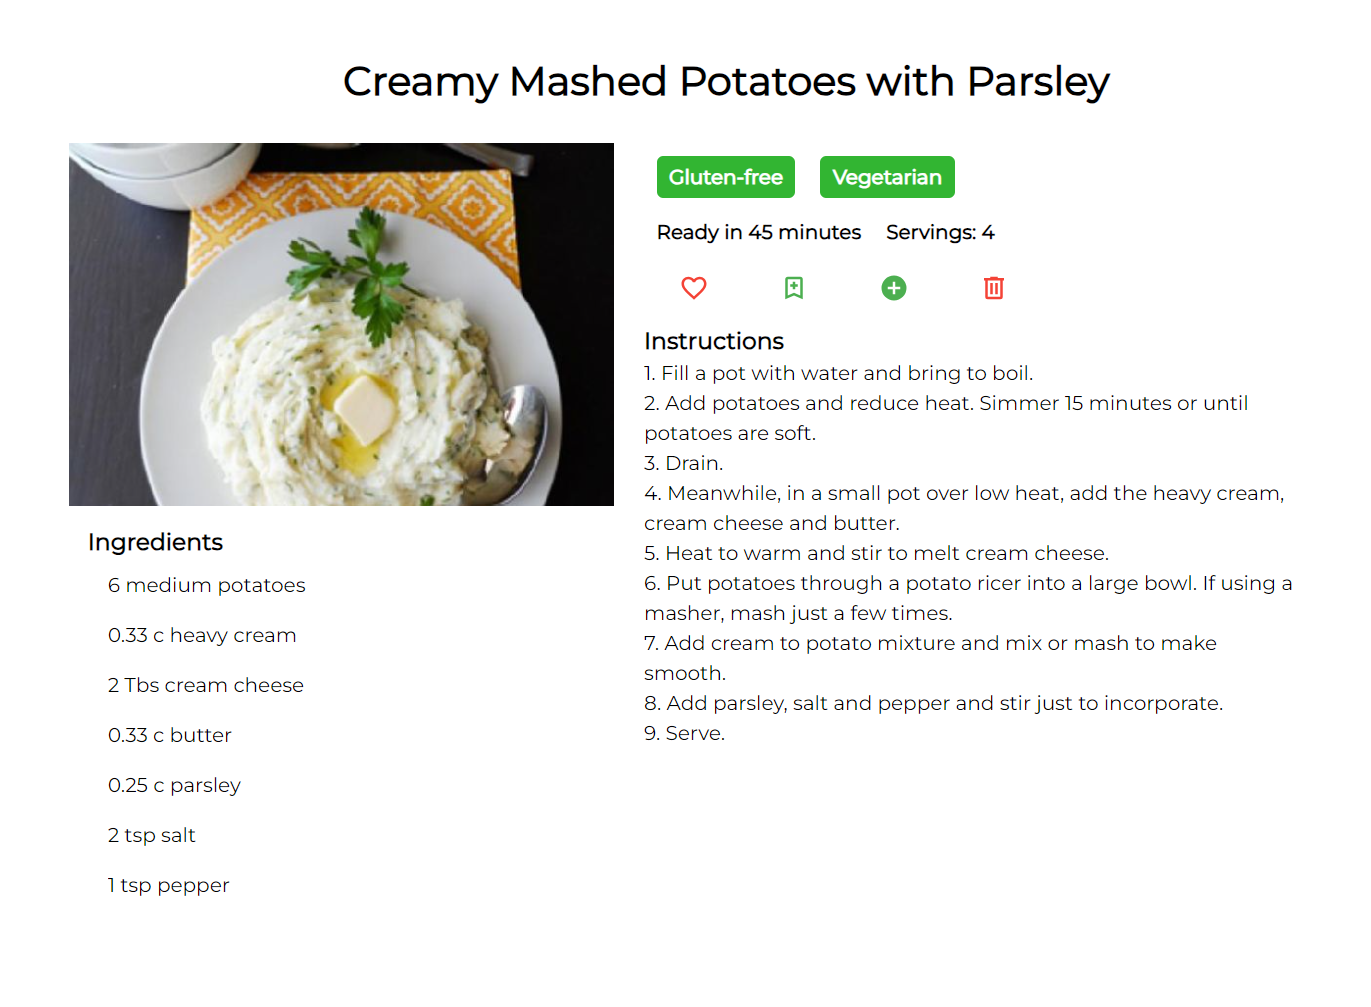 Creamy Mashed Potatoes with Parsley
Gluten-free Vegetarian
Ready in 45 minutes Servings: 4
Instructions
1. Fill a pot with water and bring to boil.
2. Add potatoes and reduce heat. Simmer 15 minutes or until
potatoes are soft.
3. Drain.
4. Meanwhile, in a small pot over low heat, add the heavy cream,
cream cheese and butter.
5. Heat to warm and stir to melt cream cheese.
6. Put potatoes through a potato ricer into a large bowl. If using a
masher, mash just a few times.
7. Add cream to potato mixture and mix or mash to make
smooth.
8. Add parsley, salt and pepper and stir just to incorporate.
9. Serve.
Ingredients
6 medium potatoes
0.33 c heavy cream
2 Tbs cream cheese
0.33 c butter
0.25 c parsley
2 tsp salt
1 tsp pepper